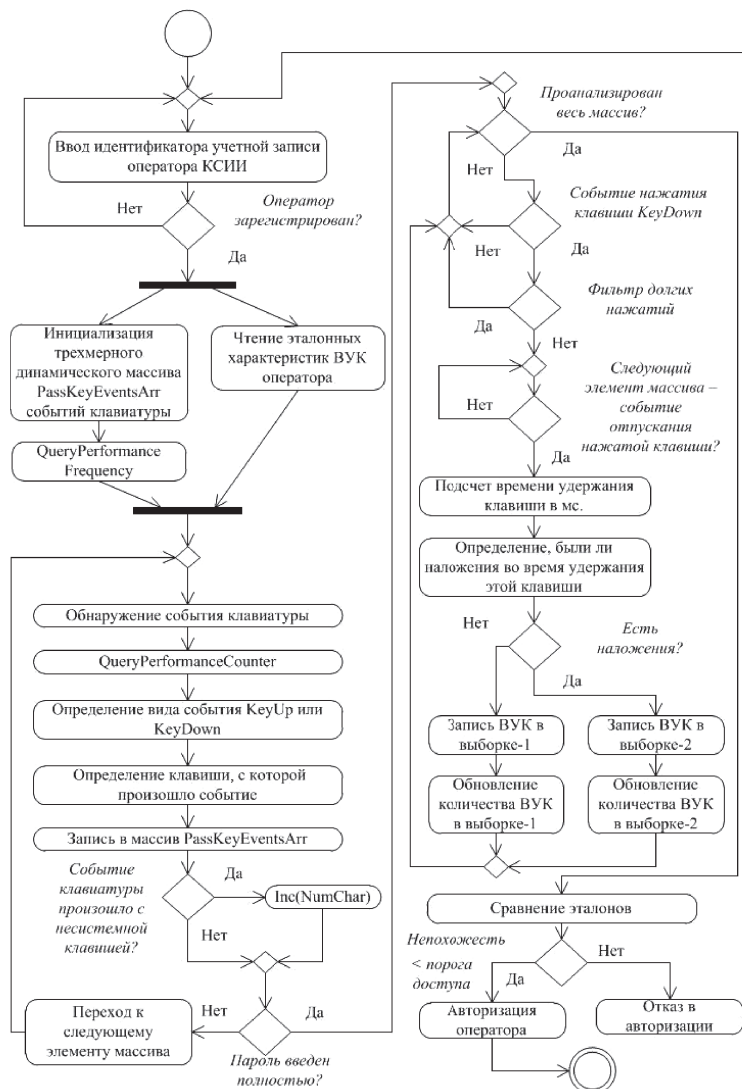 Ввод идентификатора учетной записи
оператора КСИИ
Нет
Оператор
зарегистрирован?
Да
Инициализация
трехмерного
динамического массива
PassKeyEventsArr
событий клавиатуры
Чтение эталонных
характеристик ВУК
оператора
QueryPerformance
Frequency
Обнаружение события клавиатуры
QueryPerformanceCounter
Определение вида события KeyUp или
KeyDown
Определение клавиши, с которой
произошло событие
Запись в массив PassKeyEventsArr
Событие
клавиатуры
произошло с
несистемной
клавишей?
Да
Inc(NumChar)
Нет
Переход к
следующему
элементу массива
Нет
Да
Пароль введен
полностью?
Проанализирован
весь массив?
Да
Нет
Событие нажатия
клавиши KeyDown
Нет
Да
Фильтр долгих
нажатий
Да
Нет
Следующий
элемент массива –
событие
отпускания
нажатой клавиши?
Нет
Да
Подсчет времени удержания
клавиши в мс.
Определение, были ли
наложения во время удержания
этой клавиши
Нет
Есть
наложения?
Да
Запись ВУК в
выборке-1
Запись ВУК в
выборке-2
Обновление
количества ВУК
в выборке-1
Обновление
количества ВУК
в выборке-2
Сравнение эталонов
Непохожесть
< порога
доступа
Нет
Да
Авторизация
оператора
Отказ в
авторизации